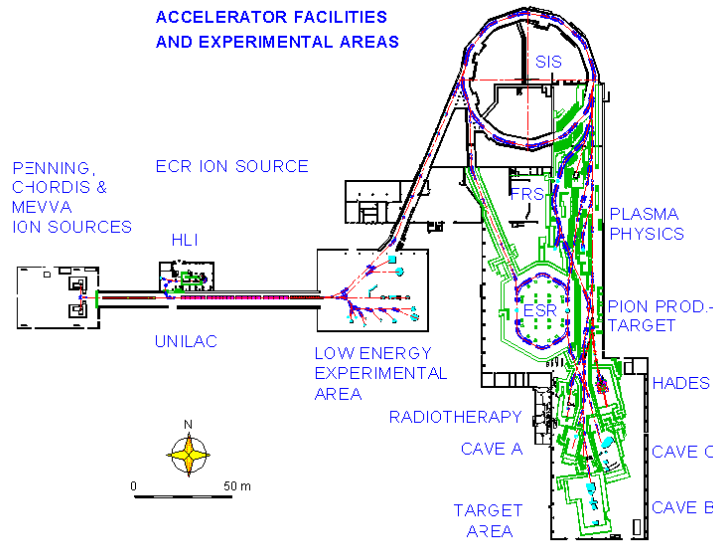 ACCELERATOR FACILITIES
AND EXPERIMENTAL AREAS
SIS
PENNING,
CHORDIS &
MEVVA
ION SOURCES
ECR ION SOURCE
HLI
FRS
PLASMA
PHYSICS
ESR
PION PROD.-
TARGET
UNILAC
LOW ENERGY
EXPERIMENTAL
AREA
HADES
RADIOTHERAPY
CAVE A
CAVE C
N
0 50 m
TARGET
AREA
CAVE B